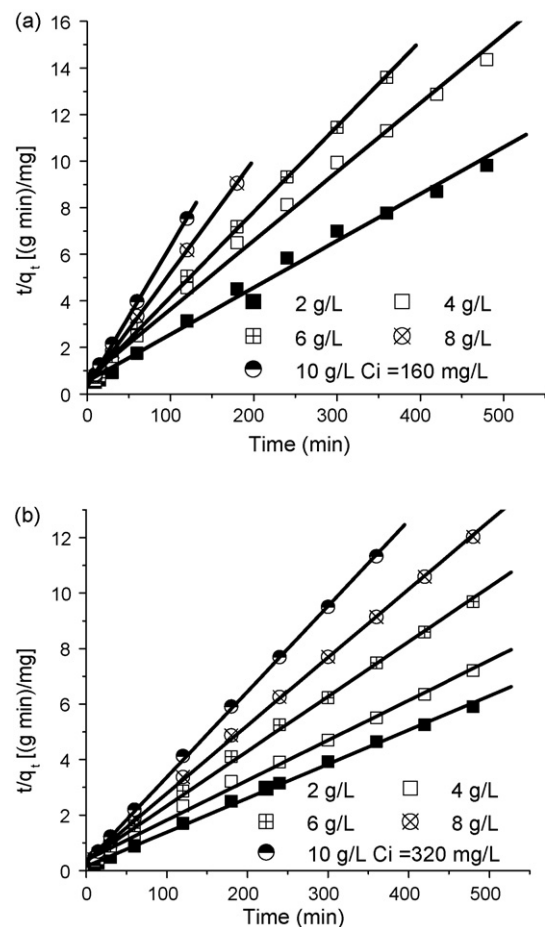 (a)
16
14
12
10
8
6
4
2
0
t/qt [(g min)/mg]
2 g/L 4 g/L
6 g/L 8 g/L
10 g/L Ci =160 mg/L
0 100 200 300 400 500
Time (min)
(b)
12
10
8
6
4
2
0
t/qt [(g min)/mg]
2 g/L 4 g/L
6 g/L 8 g/L
10 g/L Ci =320 mg/L
0 100 200 300 400 500
Time (min)